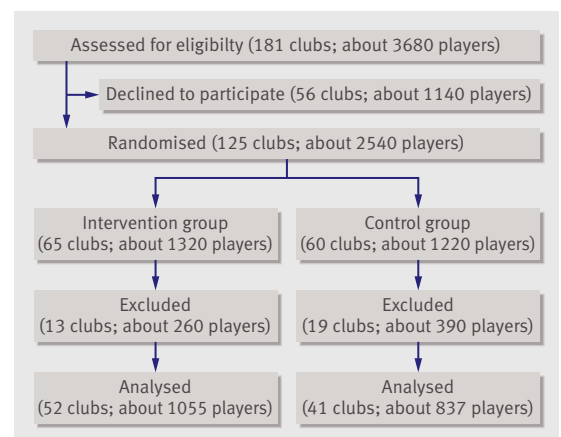 Assessed for eligibilty (181 clubs; about 3680 players)
Declined to participate (56 clubs; about 1140 players)
Randomised (125 clubs; about 2540 players)
Intervention group
(65 clubs; about 1320 players)
Control group
(60 clubs; about 1220 players)
Excluded
(13 clubs; about 260 players)
Excluded
(19 clubs; about 390 players)
Analysed
(52 clubs; about 1055 players)
Analysed
(41 clubs; about 837 players)